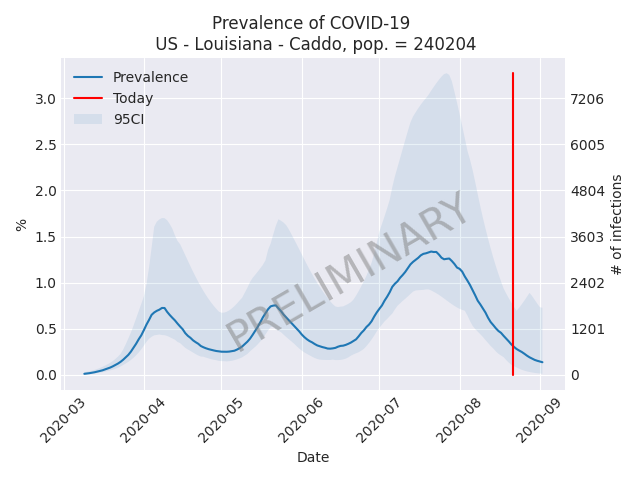 Prevalence of COVID-19
US - Louisiana - Caddo, pop. = 240204
Prevalence
Today
95CI
3.0
2.5
2.0
1.5
1.0
0.5
0.0
%
7206
6005
4804
3603
2402
1201
0
# of infections
PRELIMINARY
2020-03
2020-04
2020-05
2020-06
2020-07
2020-08
2020-09
Date